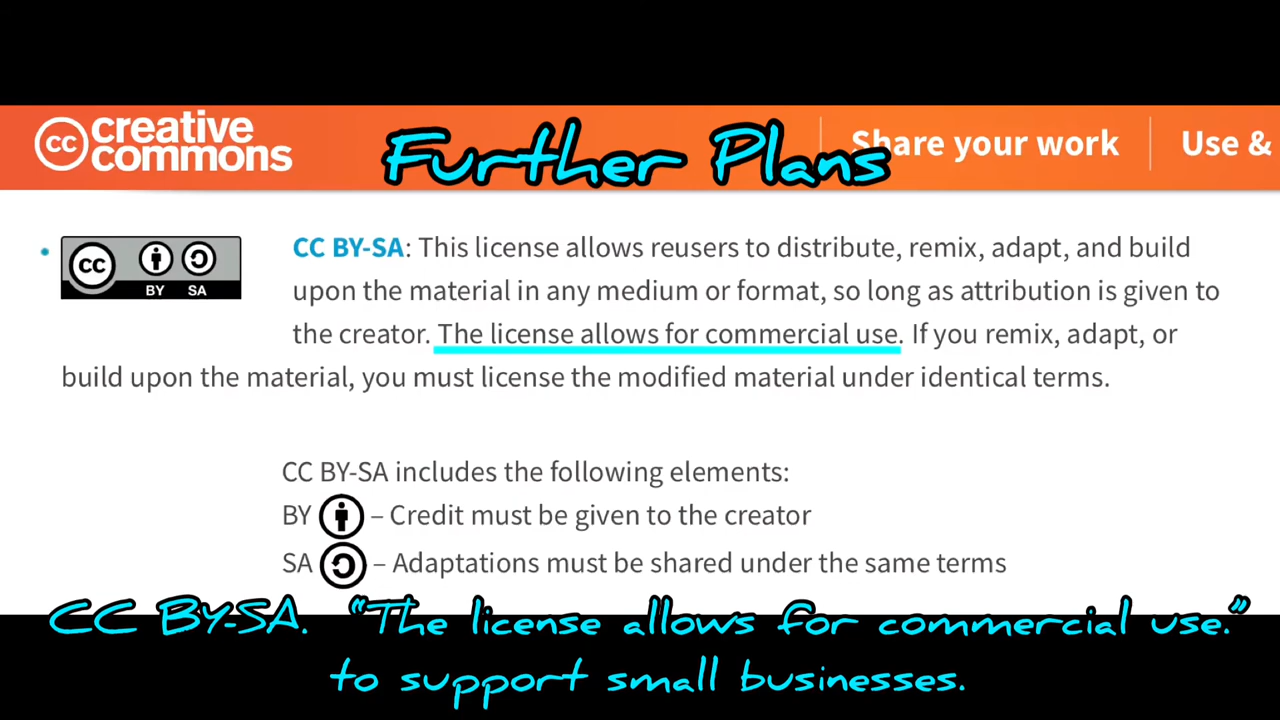 creative
commons
Further Plans
Share your work
Use &
CC BY-SA: This license allows reusers to distribute, remix, adapt, and build
upon the material in any medium or format, so long as attribution is given to
the creator. The license allows for commercial use. If you remix, adapt, or
build upon the material, you must license the modified material under identical terms.
cc
BY SA
CC BY-SA includes the following elements:
BY – Credit must be given to the creator
SA – Adaptations must be shared under the same terms
CC BY-SA. “The license allows for commercial use.”
to support small businesses.